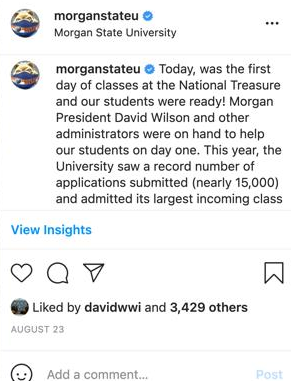 morganstateu
Morgan State University
morganstateu Today, was the first
day of classes at the National Treasure
and our students were ready! Morgan
President David Wilson and other
administrators were on hand to help
our students on day one. This year, the
University saw a record number of
applications submitted (nearly 15,000)
and admitted its largest incoming class
View Insights
Liked by davidwwi and 3,429 others
AUGUST 23
Add a comment...
Post